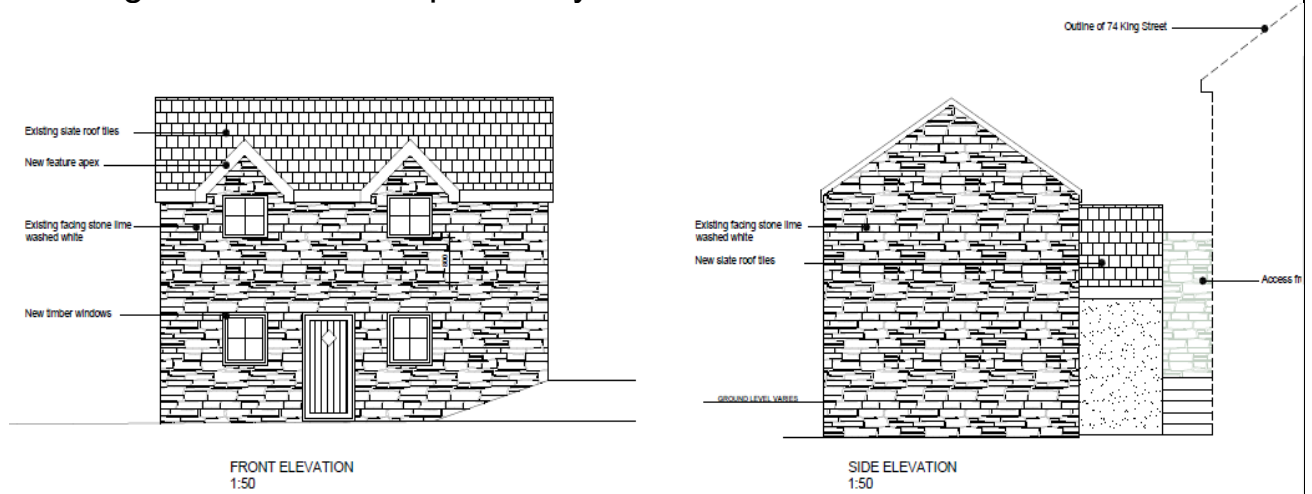 Outline of 74 King Street
Existing slate roof tiles
New feature apex
Existing facing stone lime
washed white
New timber windows
800
FRONT ELEVATION
1:50
Existing facing stone lime
washed white
New slate roof tiles
Access
GROUND LEVEL VARIES
SIDE ELEVATION
1:50